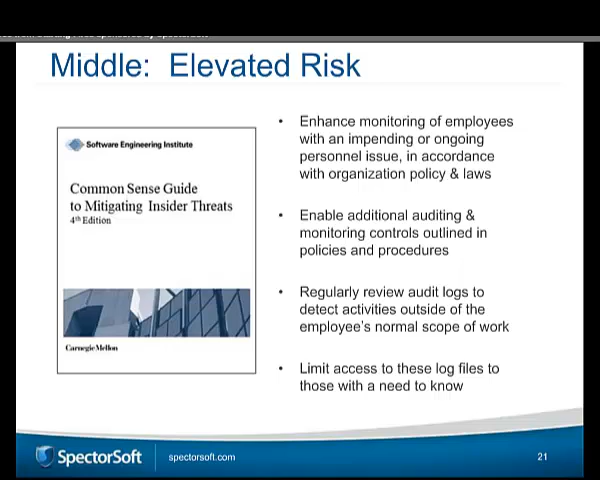 Middle: Elevated Risk
Software Engineering Institute
Common Sense Guide
to Mitigating Insider Threats
4th Edition
Carnegie Mellon
• Enhance monitoring of employees
with an impending or ongoing
personnel issue, in accordance
with organization policy & laws
• Enable additional auditing &
monitoring controls outlined in
policies and procedures
• Regularly review audit logs to
detect activities outside of the
employee's normal scope of work
• Limit access to these log files to
those with a need to know
SpectorSoft
spectorsoft.com
21